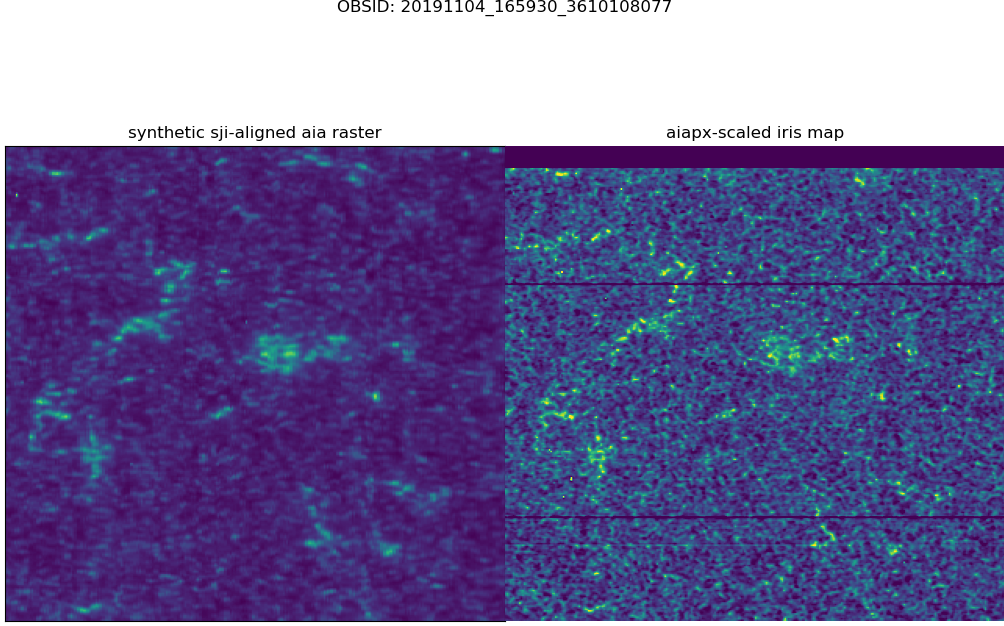 OBSID: 20191104_165930_3610108077
synthetic sji-aligned aia raster
aiapx-scaled iris map